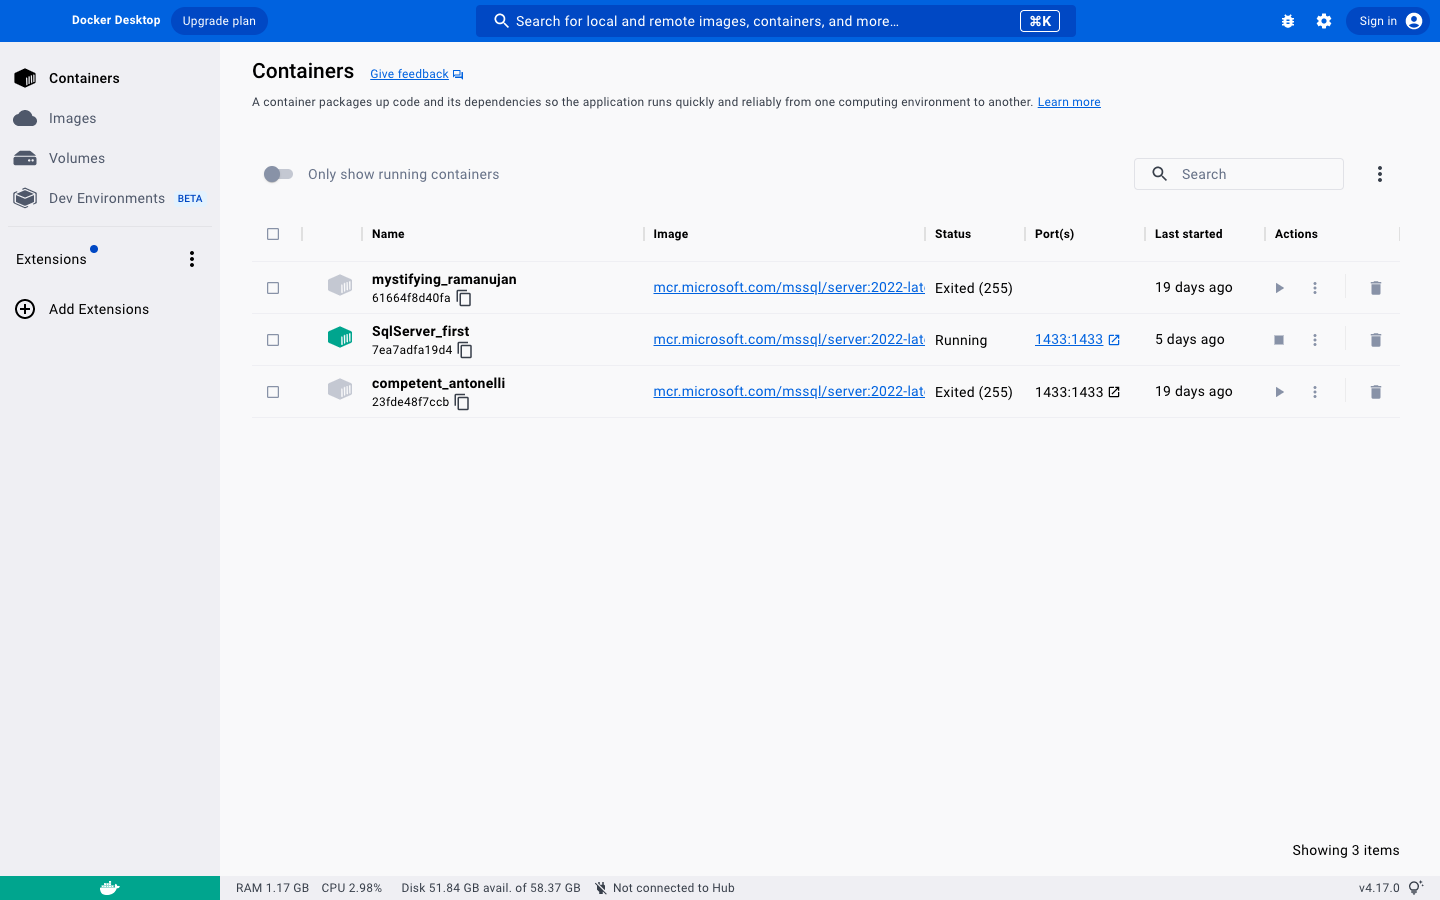 Docker Desktop
Upgrade plan
Search for local and remote images, containers, and more...
⌘K
Sign in
Containers
Images
Volumes
Dev Environments BETA
Extensions
Add Extensions
Containers
Give feedback
A container packages up code and its dependencies so the application runs quickly and reliably from one computing environment to another. Learn more
Only show running containers
Search
Name Image Status Port(s) Last started Actions
mystifying_ramanujan
61664f8d40fa
mcr.microsoft.com/mssql/server:2022-lat
Exited (255)
19 days ago
SqlServer_first
7ea7adfa19d4
mcr.microsoft.com/mssql/server:2022-lat
Running
1433:1433
5 days ago
competent_antonelli
23fde48f7ccb
mcr.microsoft.com/mssql/server:2022-lat
Exited (255)
1433:1433
19 days ago
Showing 3 items
RAM 1.17 GB CPU 2.98% Disk 51.84 GB avail. of 58.37 GB Not connected to Hub v4.17.0